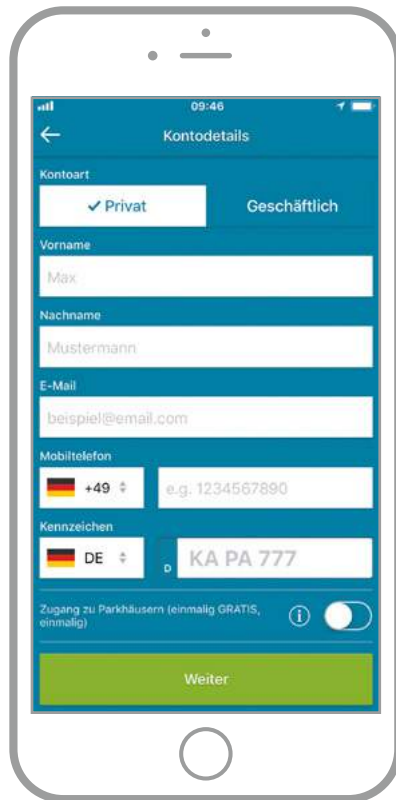 09:46
Kontodetails
Kontoart
Privat Geschäftlich
Vorname
Max
Nachname
Mustermann
E-Mail
beispiel@email.com
Mobiltelefon
+49 e.g. 1234567890
Kennzeichen
DE D KA PA 777
Zugang zu Parkhäusern (einmalig GRATIS,
einmalig)
Weiter